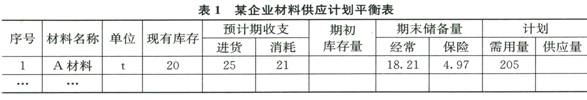 表1 某企业材料供应计划平衡表
序号 材料名称 单位 现有库存 预计期收支 期初库存量 期末储备量 计划
进货 消耗 经常 保险 需用量 供应量
1 A材料 t 20 25 21 18.21 4.97 205
… …